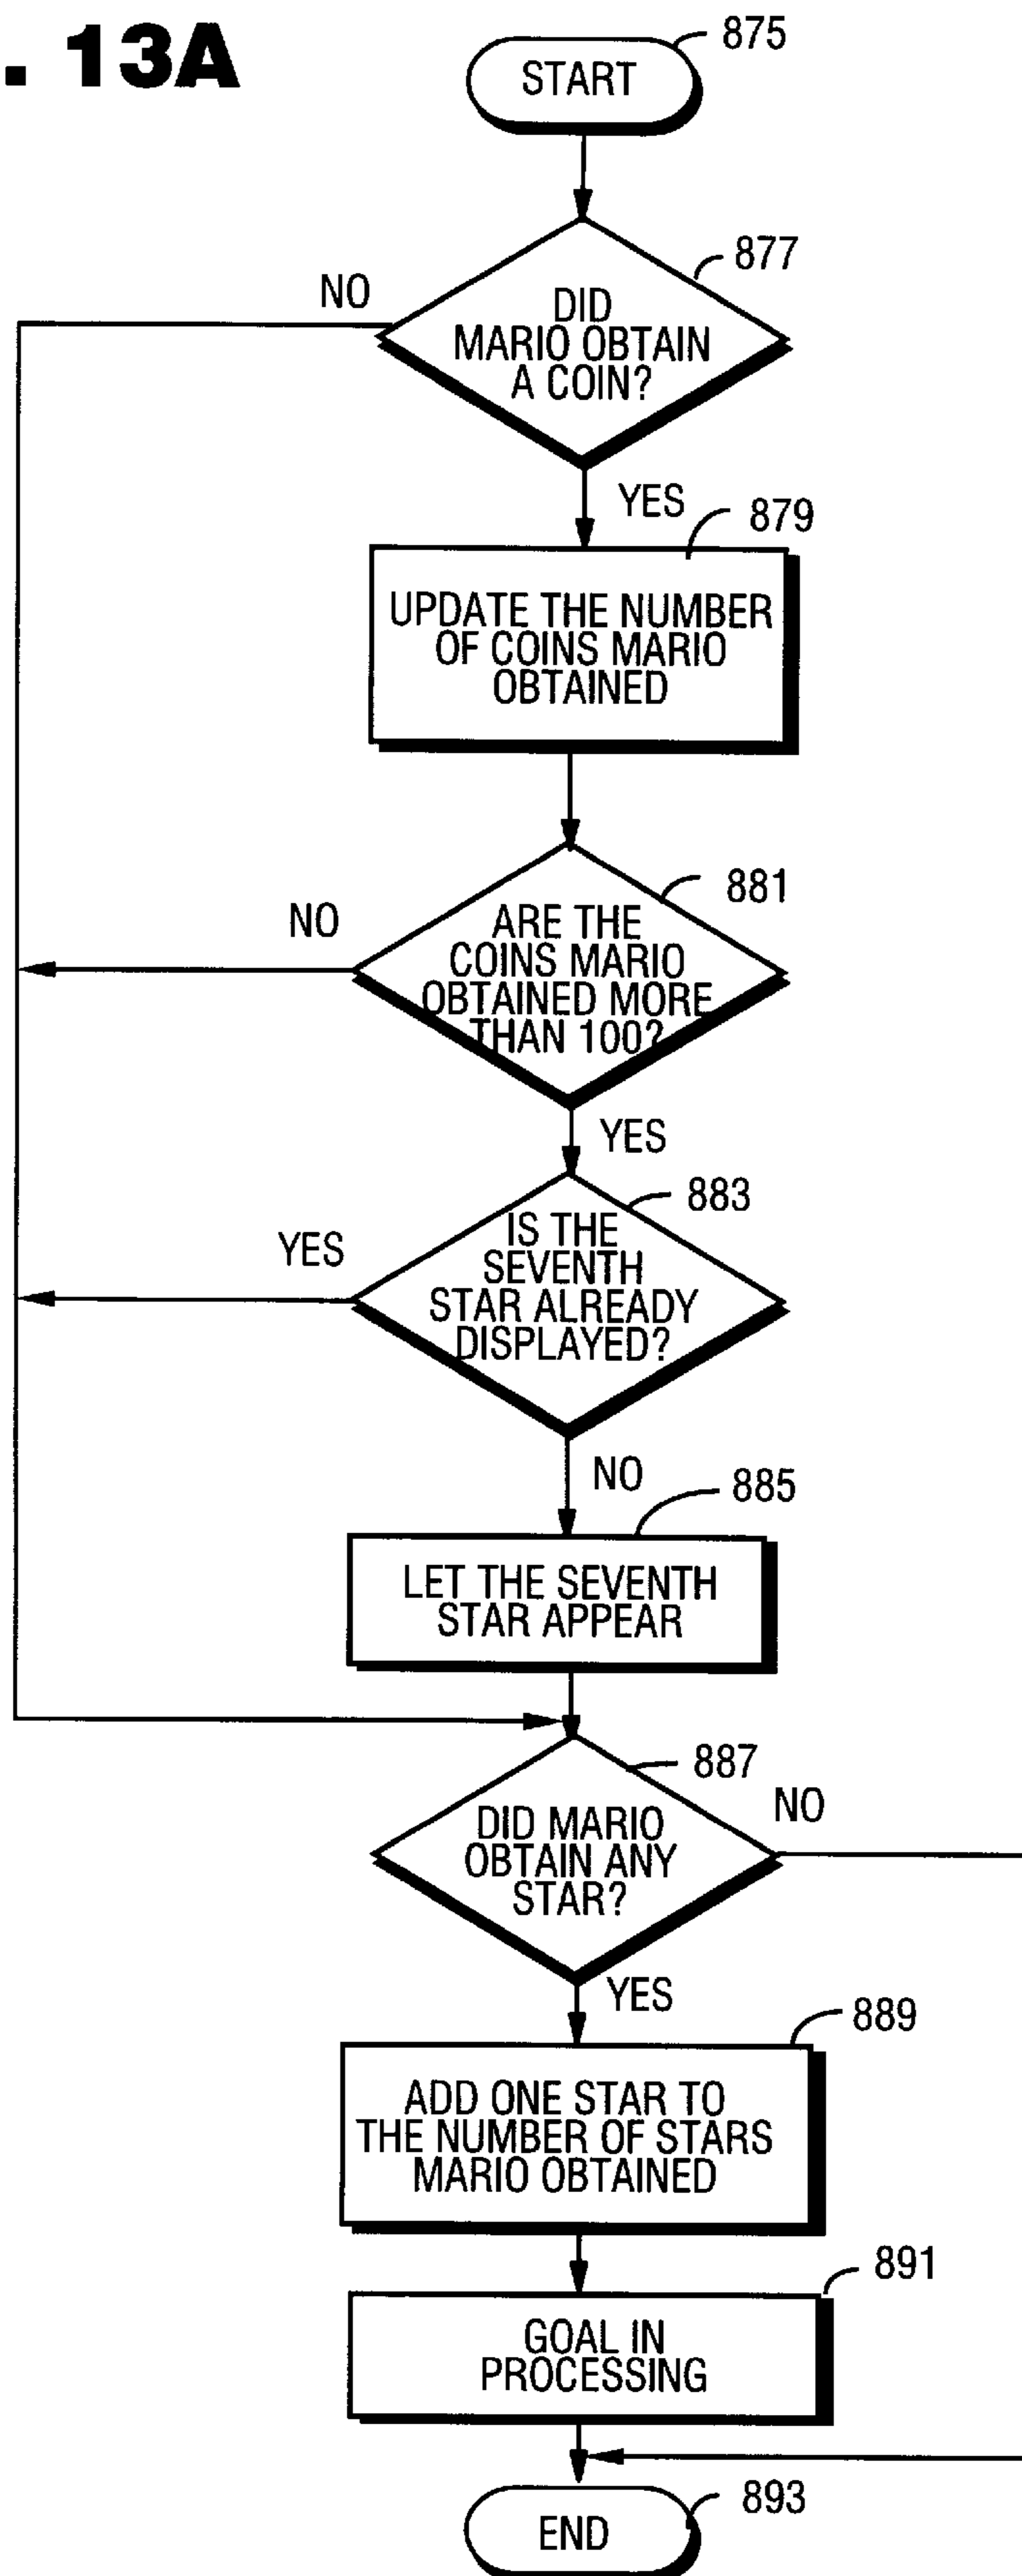 . 13A
875
START
877
NO
DID
MARIO OBTAIN
A COIN?
YES
879
UPDATE THE NUMBER
OF COINS MARIO
OBTAINED
881
NO
ARE THE
COINS MARIO
OBTAINED MORE
THAN 100?
YES
883
YES
IS THE
SEVENTH
STAR ALREADY
DISPLAYED?
NO
885
LET THE SEVENTH
STAR APPEAR
887
NO
DID MARIO
OBTAIN ANY
STAR?
YES
889
ADD ONE STAR TO
THE NUMBER OF STARS
MARIO OBTAINED
891
GOAL IN
PROCESSING
893
END